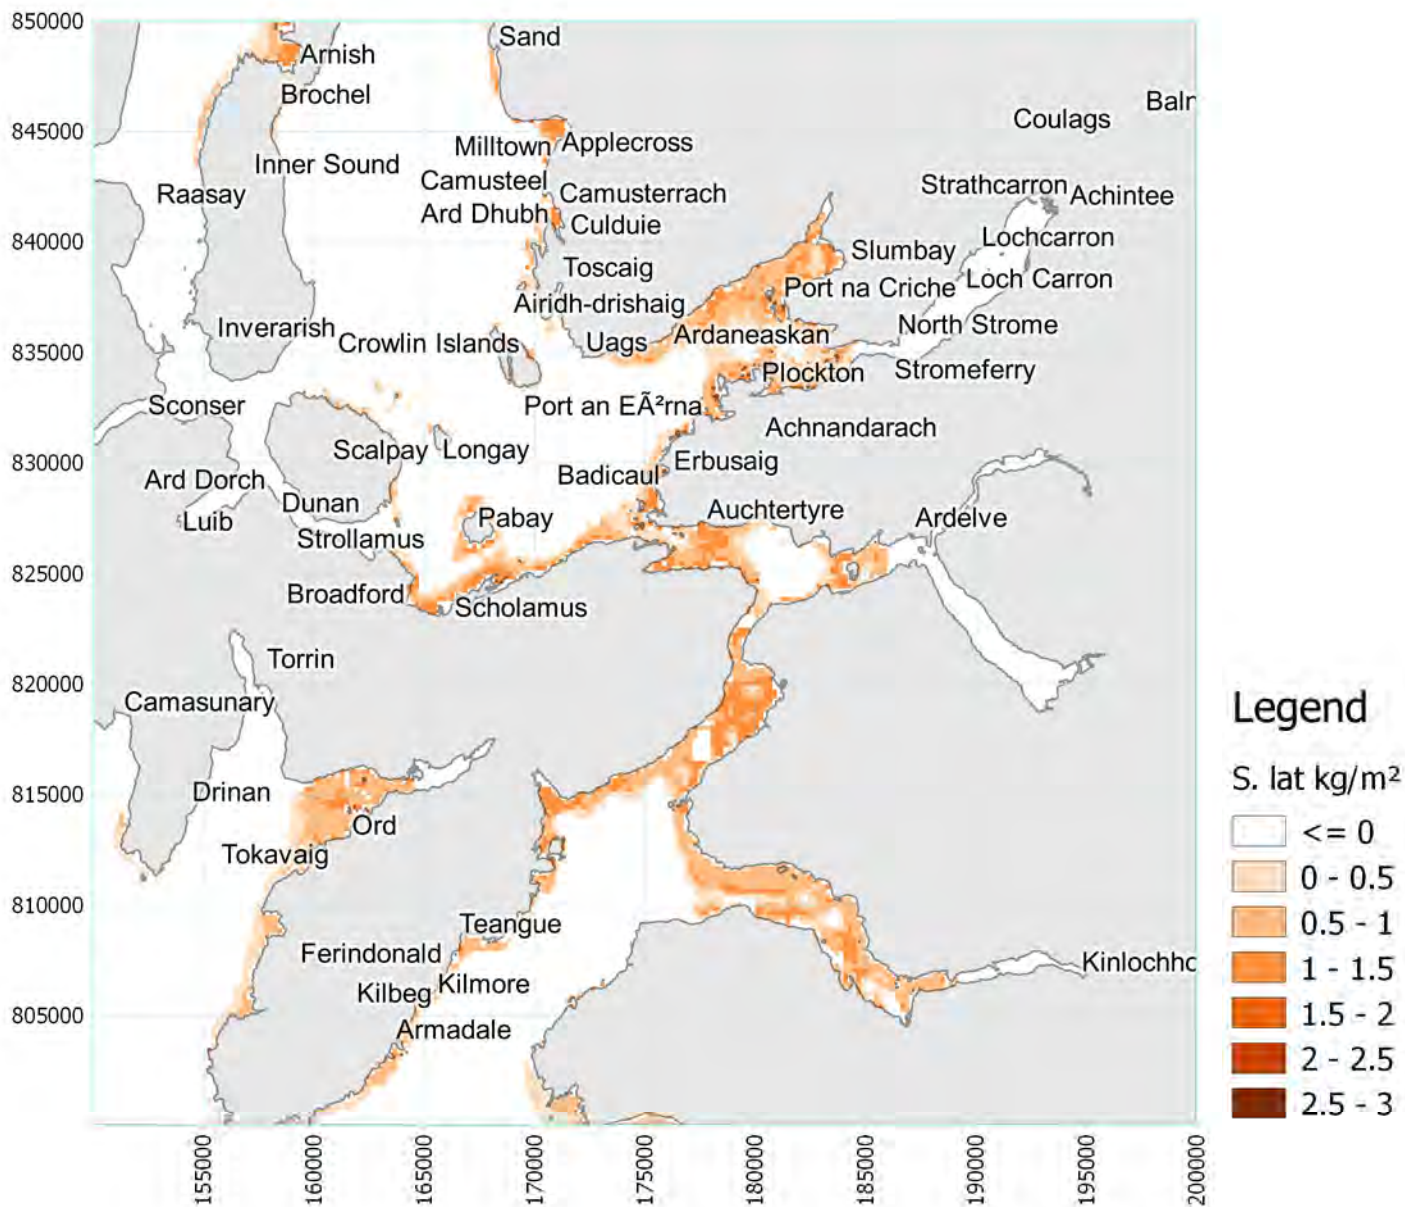 850000
Sand
Arnish
Brochel
Baln
845000
Coulags
Milltown
Applecross
Inner Sound
Camusteel
Strathcarron
Achintee
Raasay
Camusterrach
Ard Dhubh
Culduie
840000
Lochcarron
Slumbay
Toscaig
Loch Carron
Port na Criche
Airidh-drishaig
Inverarish
North Strome
Ardaneaskan
Crowlin Islands
Uags
835000
Stromeferry
Plockton
Sconser
Port an EÃ²rna
Achnandarach
Scalpay
Longay
830000
Erbusaig
Ard Dorch
Badicaul
Dunan
Auchtertyre
Luib
Pabay
Ardelve
Strollamus
825000
Broadford
Scholamus
Torrin
820000
Camasunary
Legend
S. lat kg/m²
Drinan
815000
Ord
<= 0
Tokavaig
0 - 0.5
810000
Teangue
0.5 - 1
Ferindonald
Kinlochho
1 - 1.5
Kilmore
Kilbeg
805000
Armadale
1.5 - 2
2 - 2.5
2.5 - 3
155000
160000
165000
170000
175000
180000
185000
190000
195000
200000